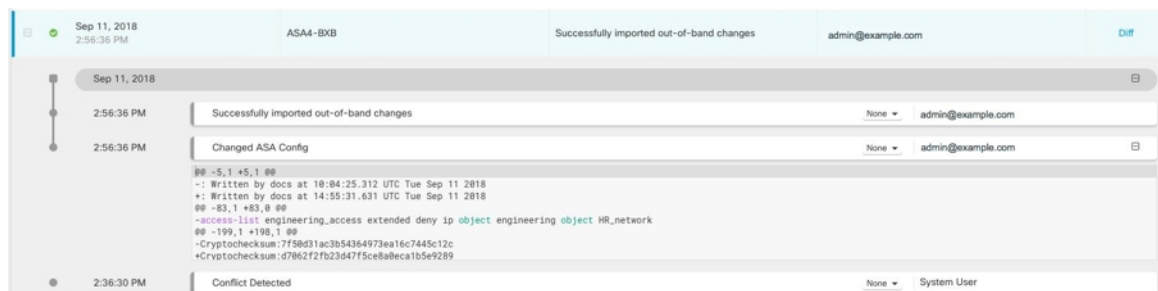 Sep 11, 2018
2:56:36 PM
ASA4-BXB
Successfully imported out-of-band changes
admin@example.com
Diff
Sep 11, 2018
2:56:36 PM Successfully imported out-of-band changes None admin@example.com
2:56:36 PM Changed ASA Config None admin@example.com
@@ -5,1 +5,1 @@
-: Written by docs at 10:04:25.312 UTC Tue Sep 11 2018
+: Written by docs at 14:55:31.631 UTC Tue Sep 11 2018
@@ -83,1 +83,0 @@
-access-list engineering_access extended deny ip object engineering object HR_network
@@ -199,1 +198,1 @@
-Cryptochecksum:7f50d31ac3b54364973ea16c7445c12c
+Cryptochecksum:d7062f2fb23d47f5ce8a0eca1b5e9289
2:36:30 PM Conflict Detected None System User